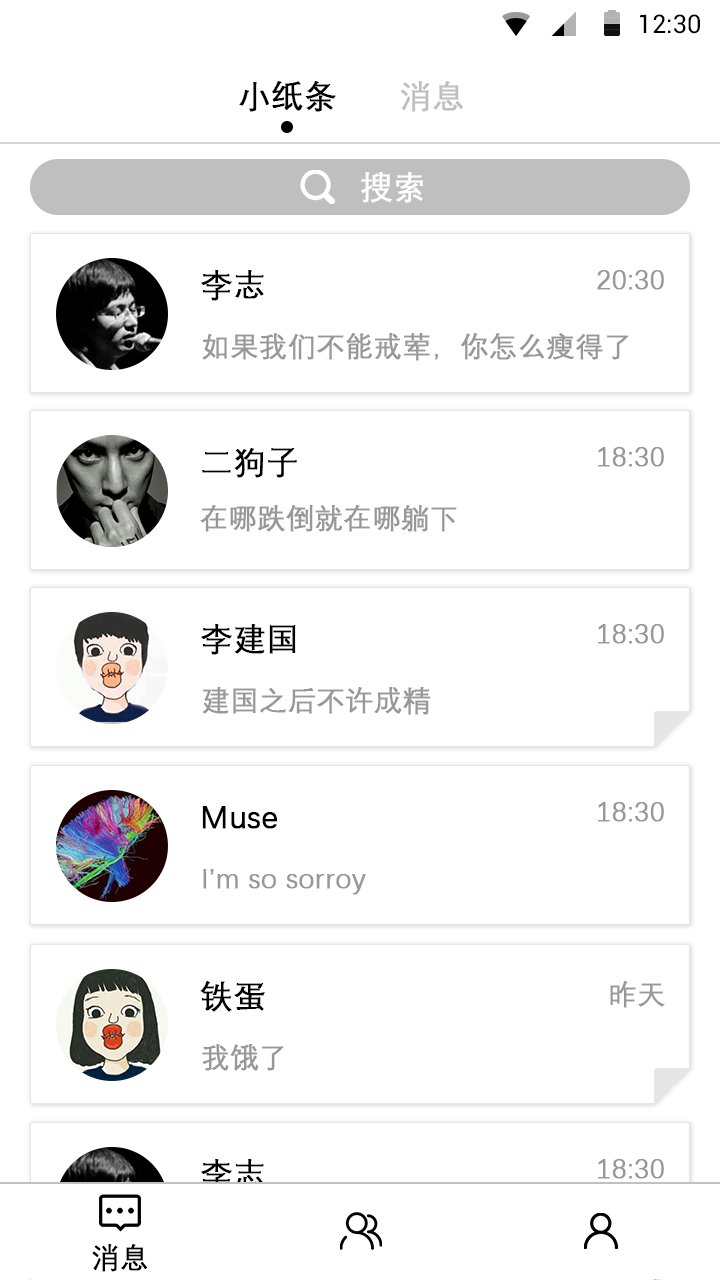 12:30
小纸条 消息
搜索
李志 20:30
如果我们不能戒荤，你怎么瘦得了
二狗子 18:30
在哪跌倒就在哪躺下
李建国 18:30
建国之后不许成精
Muse 18:30
I'm so sorroy
铁蛋 昨天
我饿了
李志 18:30
消息